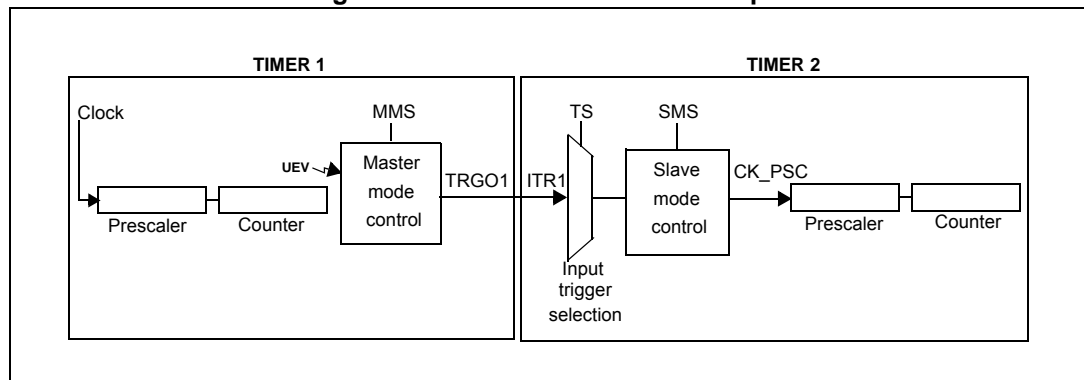 TIMER 1
TIMER 2
Clock
MMS
TS
SMS
UEV
Master
mode
control
TRGO1
ITR1
Slave
mode
control
CK_PSC
Prescaler
Counter
Prescaler
Counter
Input
trigger
selection